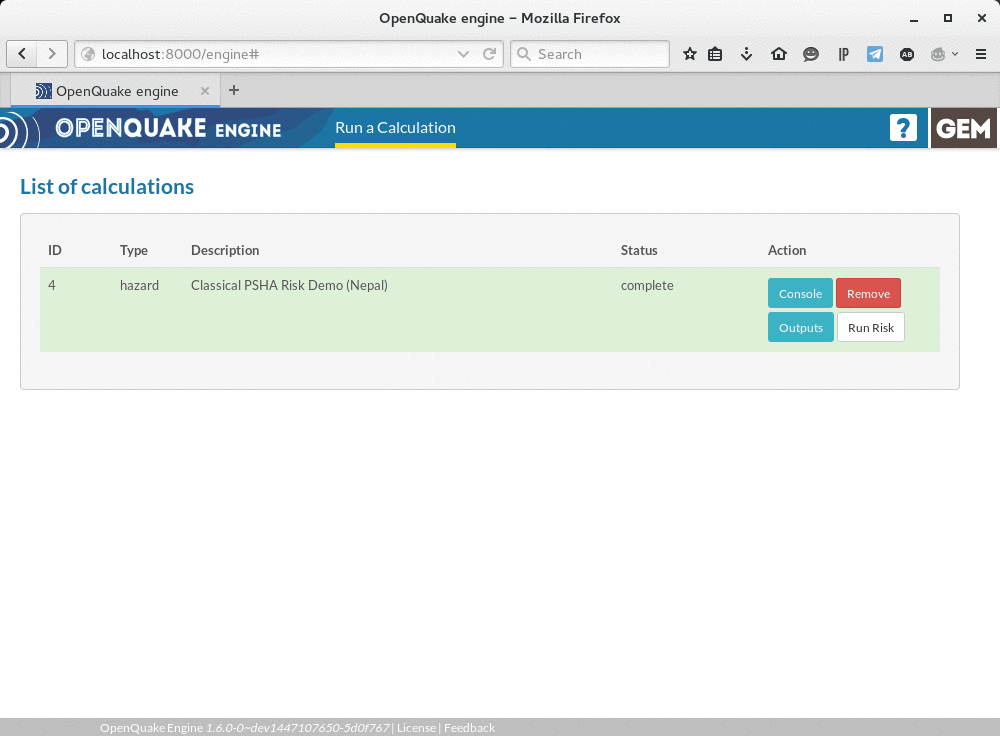 OpenQuake engine – Mozilla Firefox
localhost:8000/engine#
Search
IP
AB
OpenQuake engine
OPENQUAKE ENGINE
Run a Calculation
?
GEM
List of calculations
ID Type Description Status Action
4 hazard Classical PSHA Risk Demo (Nepal) complete Console Remove
Outputs Run Risk
OpenQuake Engine 1.6.0-0~dev1447107650-5d0f767 | License | Feedback